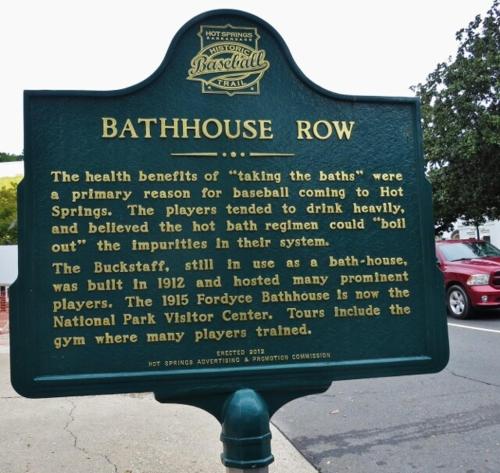 HOT SPRINGS
ARKANSAS
HISTORIC
Baseball
TRAIL
BATHHOUSE ROW
The health benefits of "taking the baths" were
a primary reason for baseball coming to Hot
Springs. The players tended to drink heavily,
and believed the hot bath regimen could "boil
out" the impurities in their system.
The Buckstaff, still in use as a bath-house,
was built in 1912 and hosted many prominent
players. The 1915 Fordyce Bathhouse is now the
National Park Visitor Center. Tours include the
gym where many players trained.
ERECTED 2012
HOT SPRINGS ADVERTISING & PROMOTION COMMISSION